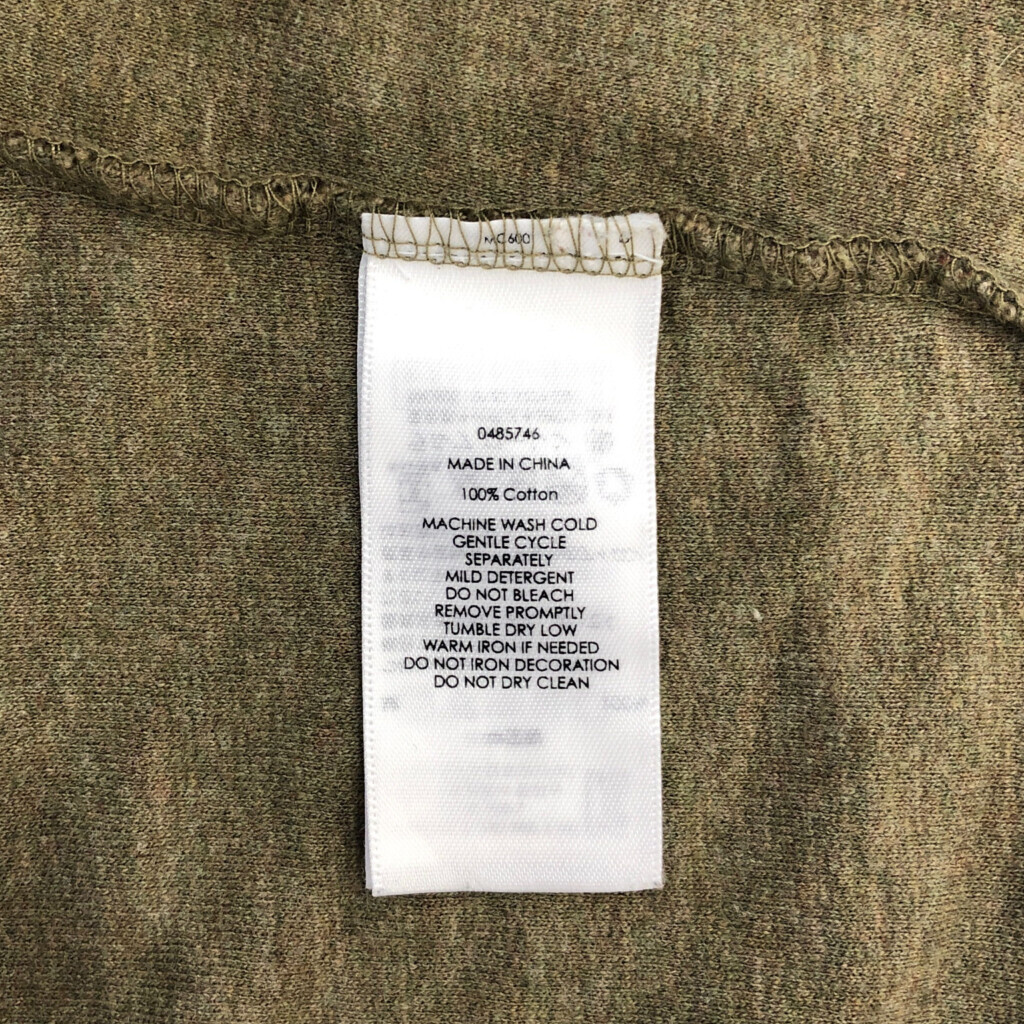 MC600
0485746
MADE IN CHINA
100% Cotton
MACHINE WASH COLD
GENTLE CYCLE
SEPARATELY
MILD DETERGENT
DO NOT BLEACH
REMOVE PROMPTLY
TUMBLE DRY LOW
WARM IRON IF NEEDED
DO NOT IRON DECORATION
DO NOT DRY CLEAN